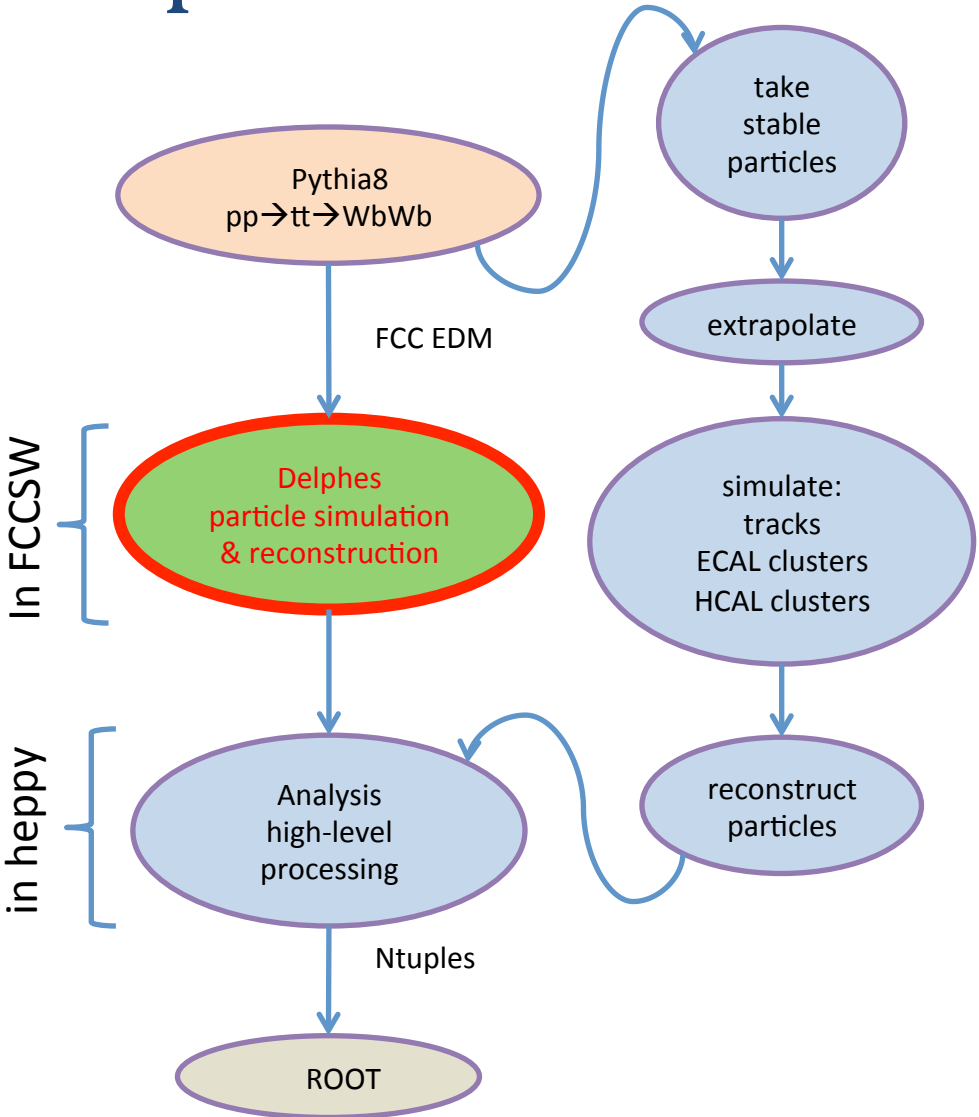 take
stable
particles
Pythia8
pp→tt→WbWb
extrapolate
FCC EDM
In FCCSW
Delphes
particle simulation
& reconstruction
simulate:
tracks
ECAL clusters
HCAL clusters
in heppy
Analysis
high-level
processing
reconstruct
particles
Ntuples
ROOT